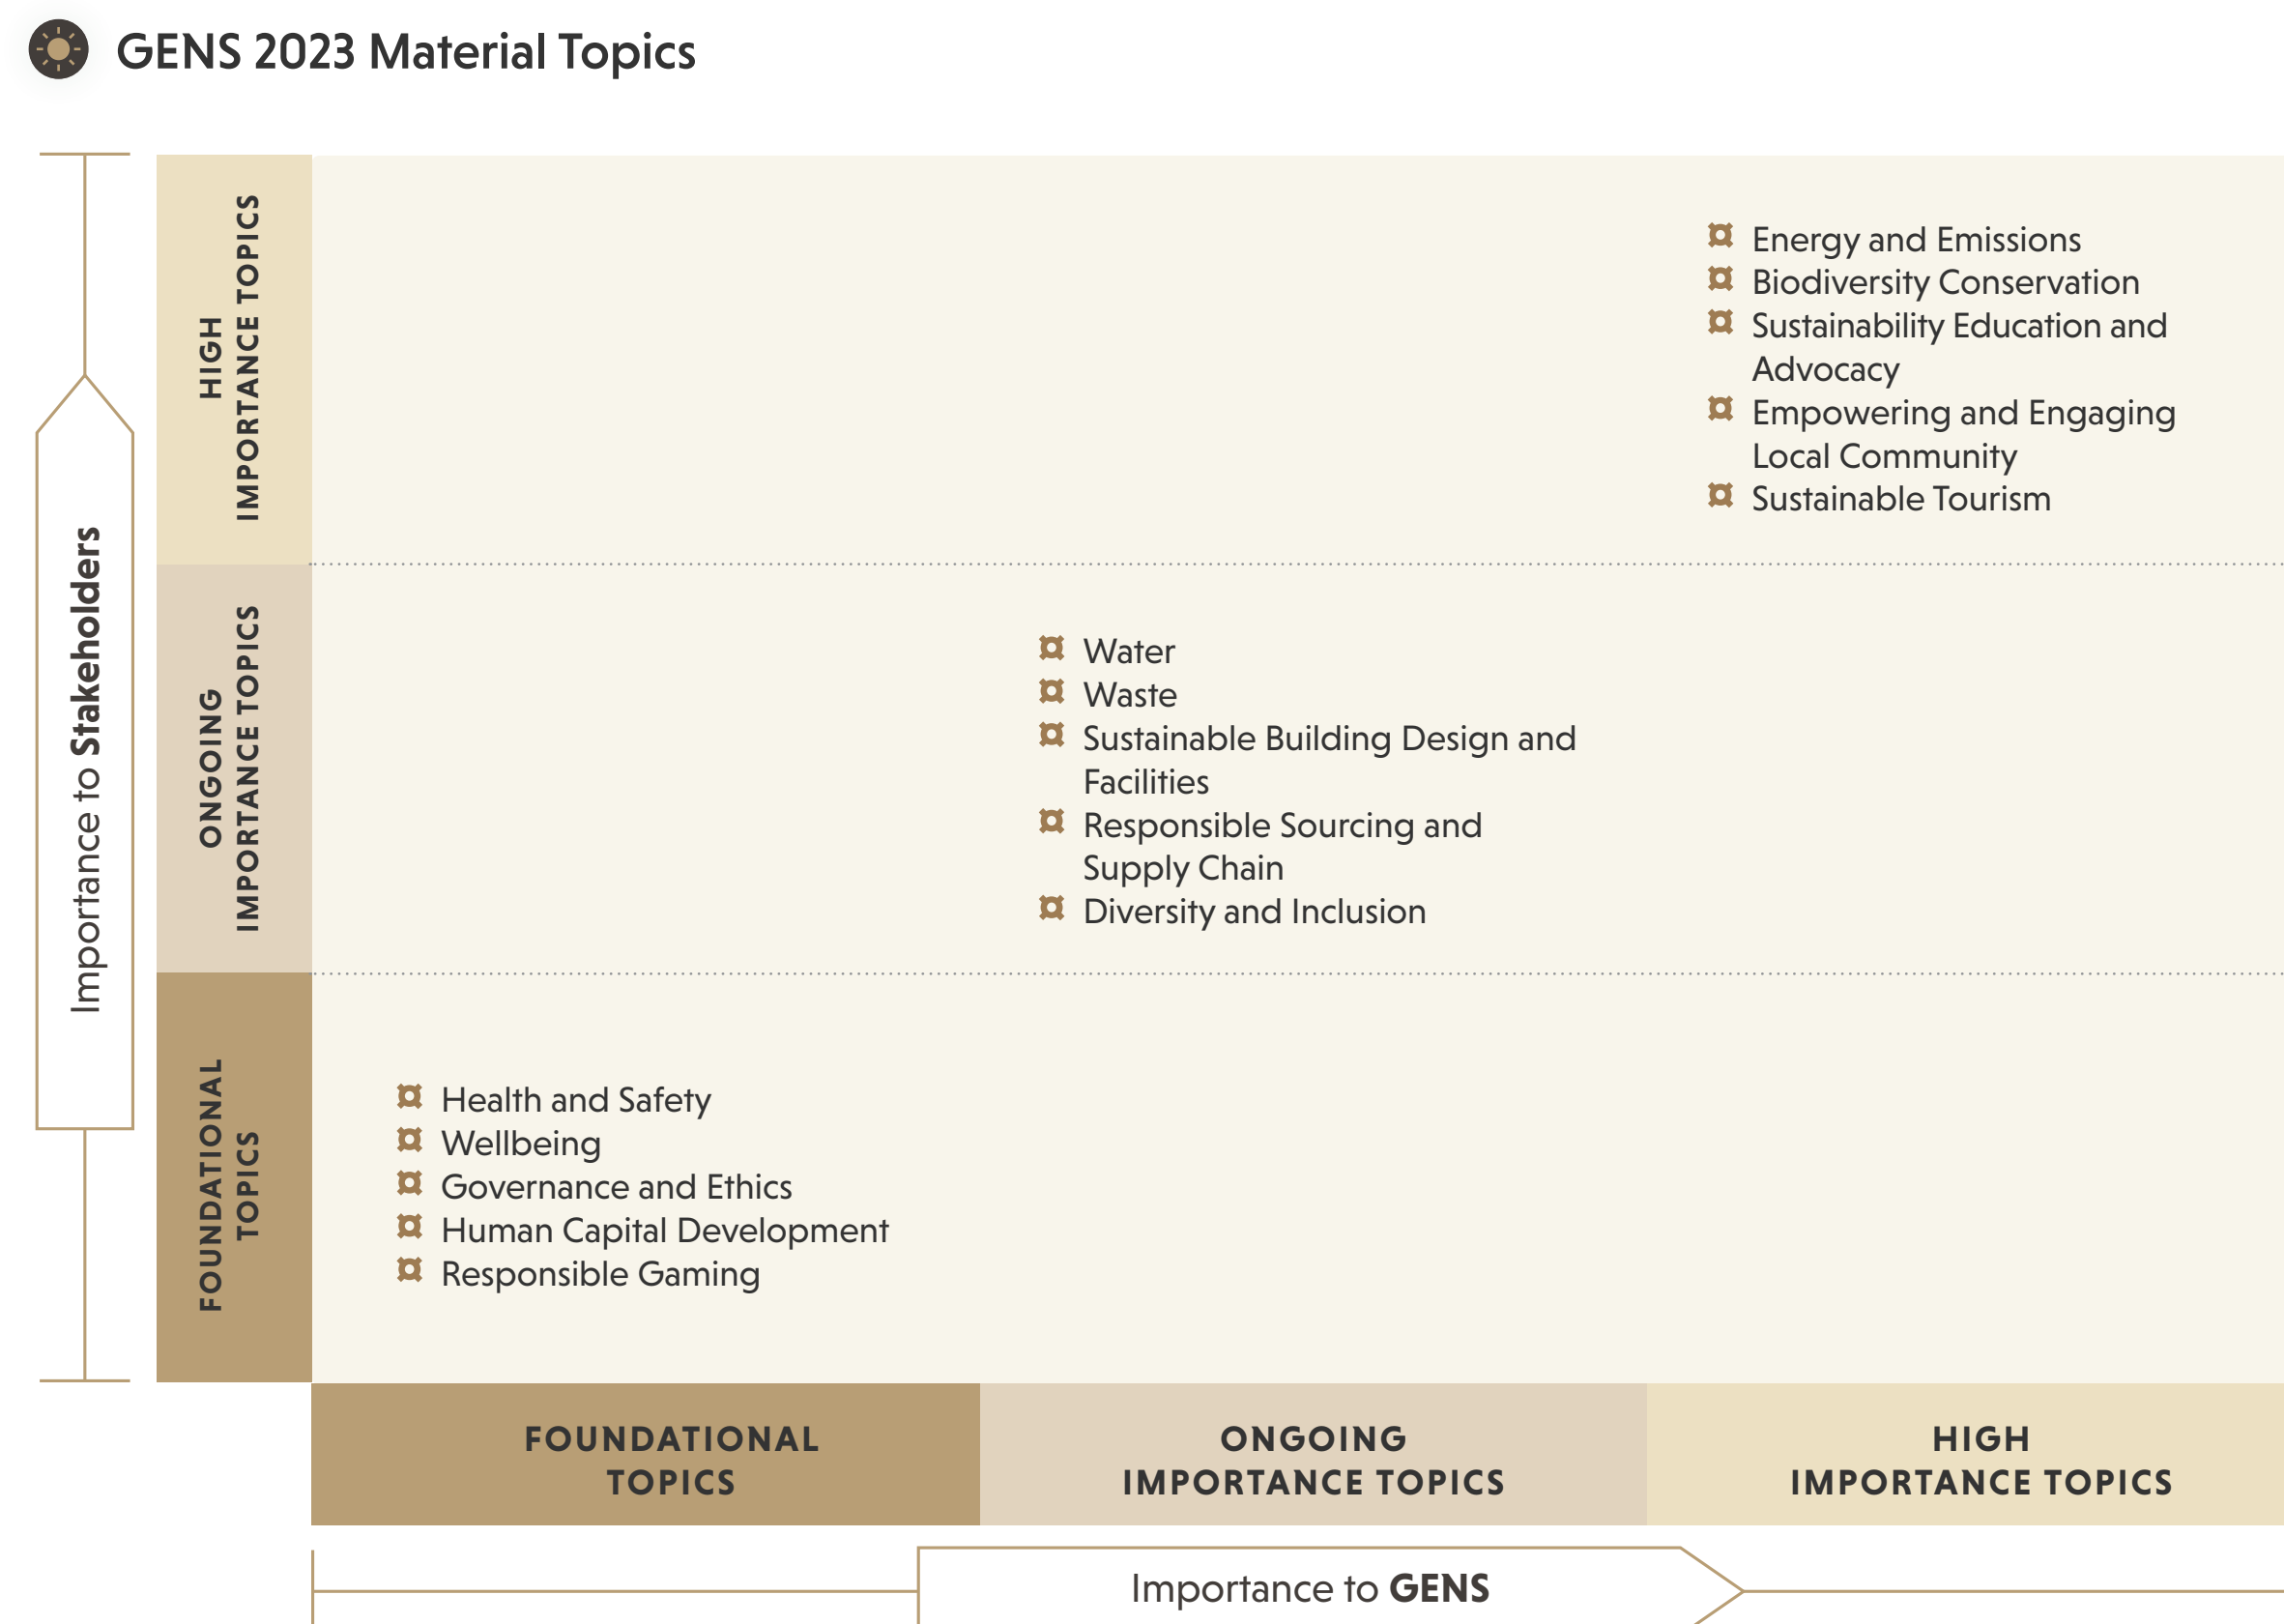 GENS 2023 Material Topics
Importance to Stakeholders
HIGH
IMPORTANCE TOPICS
Energy and Emissions
Biodiversity Conservation
Sustainability Education and
Advocacy
Empowering and Engaging
Local Community
Sustainable Tourism
ONGOING
IMPORTANCE TOPICS
Water
Waste
Sustainable Building Design and
Facilities
Responsible Sourcing and
Supply Chain
Diversity and Inclusion
FOUNDATIONAL
TOPICS
Health and Safety
Wellbeing
Governance and Ethics
Human Capital Development
Responsible Gaming
FOUNDATIONAL
TOPICS
ONGOING
IMPORTANCE TOPICS
HIGH
IMPORTANCE TOPICS
Importance to GENS